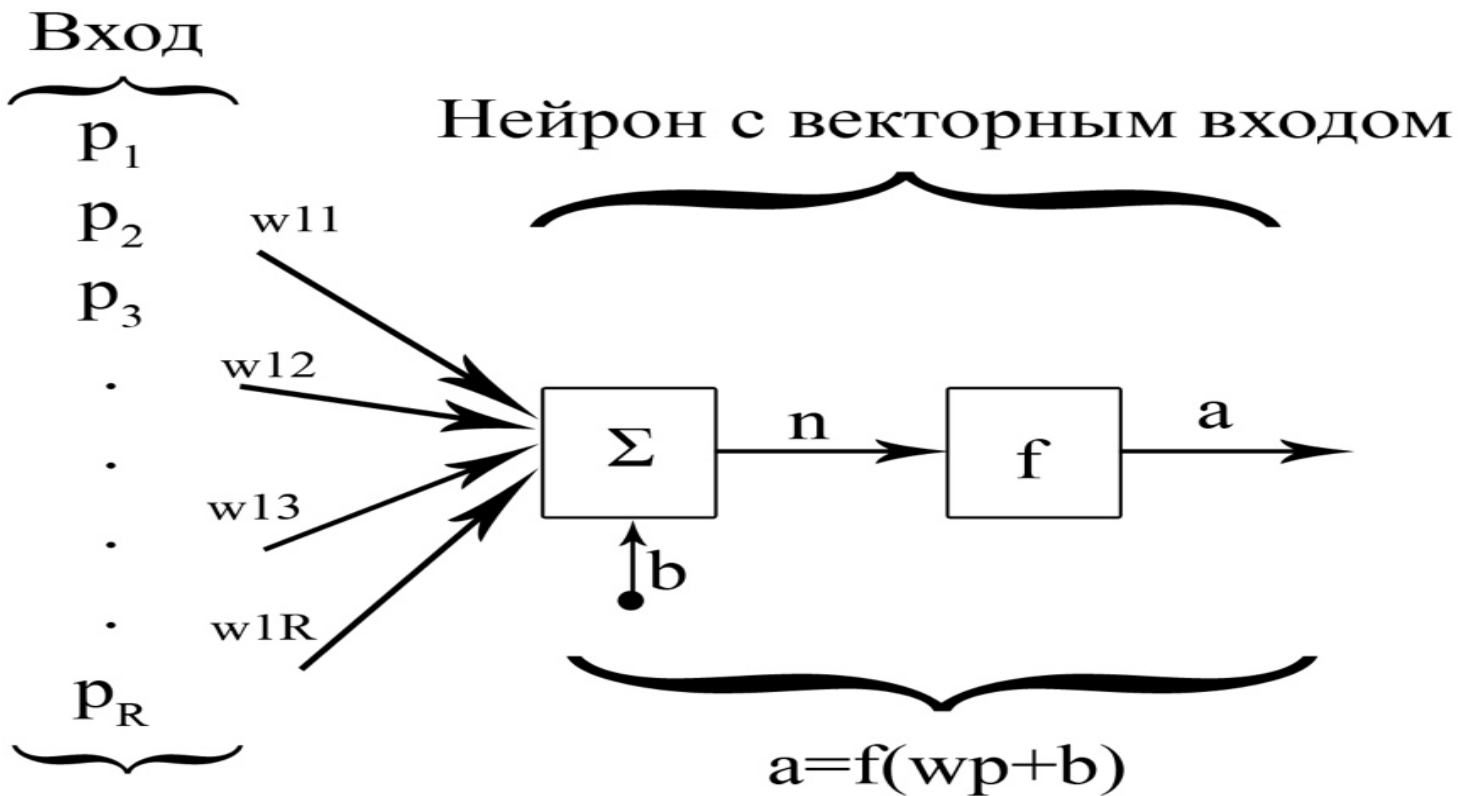 Вход
Нейрон с векторным входом
p1
p2
p3
.
.
.
.
pR
w11
w12
w13
w1R
Σ
n
f
a
b
a=f(wp+b)